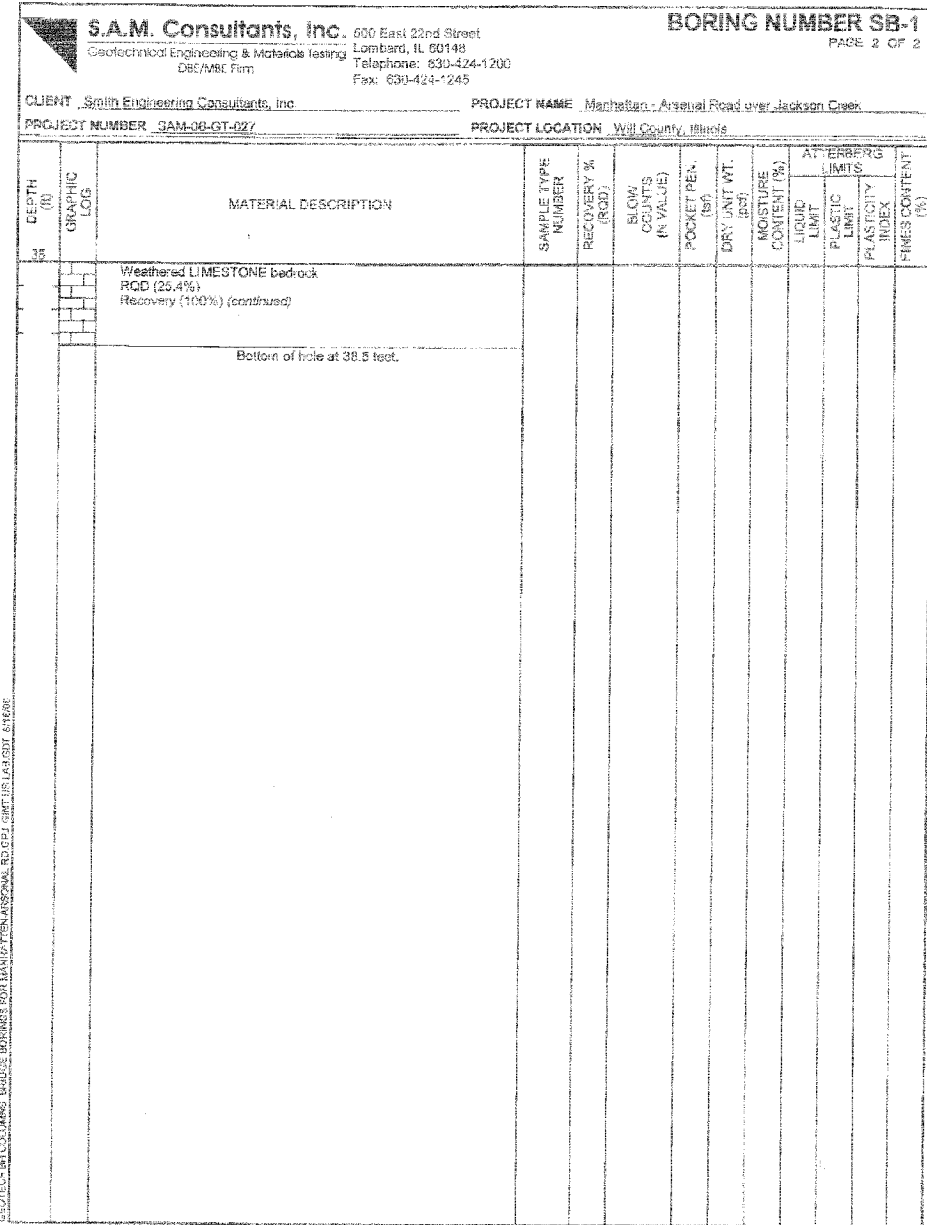 S.A.M. Consultants, Inc.
Geotechnical Engineering & Materials Testing
DBE/MBE Firm
500 East 22nd Street
Lombard, IL 60148
Telephone: 630-424-1200
Fax: 630-424-1245
BORING NUMBER SB-1
PAGE 2 OF 2
CLIENT Smith Engineering Consultants, Inc
PROJECT NAME Manhattan - Arsenal Road over Jackson Creek
PROJECT NUMBER SAM-06-GT-027
PROJECT LOCATION Will County, Illinois
DEPTH (ft)
GRAPHIC LOG
MATERIAL DESCRIPTION
SAMPLE TYPE NUMBER
RECOVERY % (RQD)
BLOW COUNTS (N VALUE)
POCKET PEN. (tsf)
DRY UNIT WT. (pcf)
MOISTURE CONTENT (%)
ATTERBERG LIMITS
LIQUID LIMIT
PLASTIC LIMIT
PLASTICITY INDEX
FINES CONTENT (%)
35
Weathered LIMESTONE bedrock
RQD (25.4%)
Recovery (100%) (continued)
Bottom of hole at 38.5 feet.